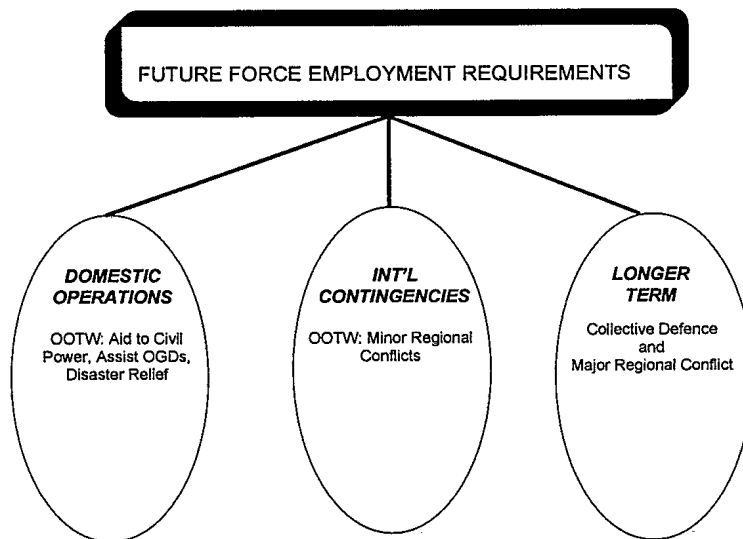 FUTURE FORCE EMPLOYMENT REQUIREMENTS
DOMESTIC
OPERATIONS
OOTW: Aid to Civil
Power, Assist OGDs,
Disaster Relief
INT'L
CONTINGENCIES
OOTW: Minor Regional
Conflicts
LONGER
TERM
Collective Defence
and
Major Regional Conflict